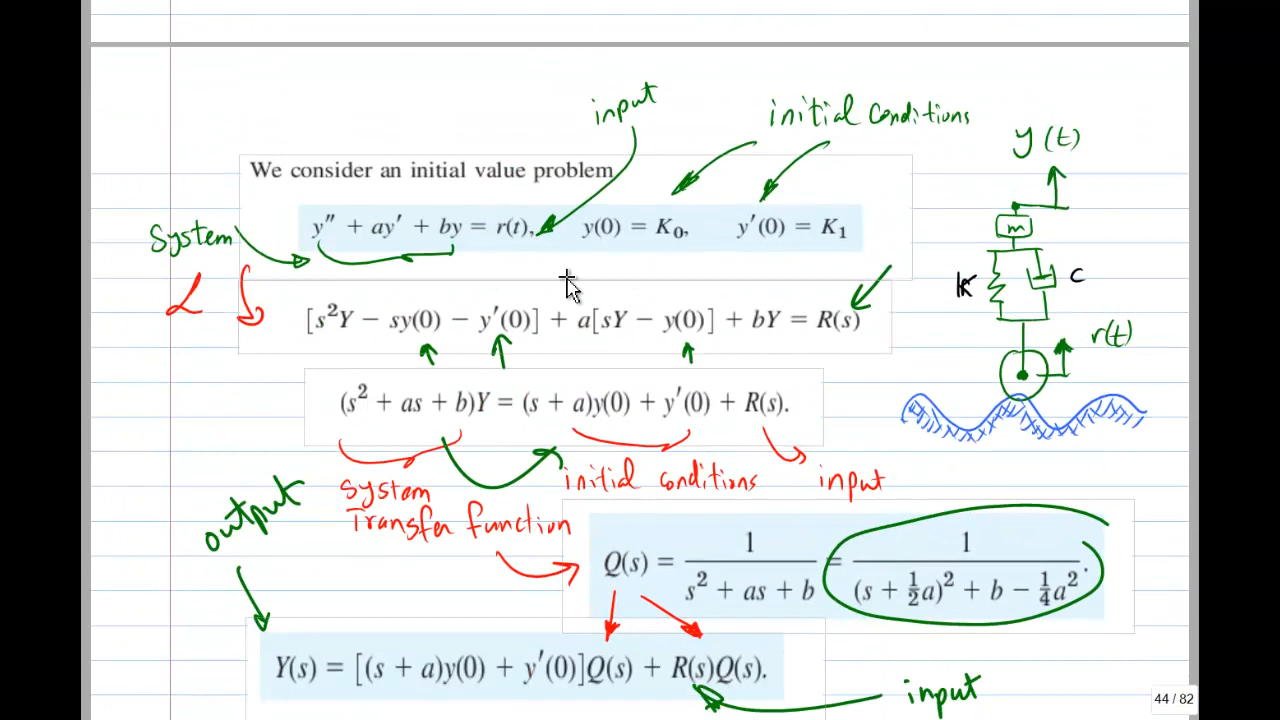 input
initial conditions
We consider an initial value problem
y(t)
system
y″ + ay′ + by = r(t), y(0) = K₀, y′(0) = K₁
m
ℒ
k
c
[s²Y − sy(0) − y′(0)] + a[sY − y(0)] + bY = R(s)
r(t)
(s² + as + b)Y = (s + a)y(0) + y′(0) + R(s).
system
initial conditions
input
Transfer function
output
Q(s) = 1/(s² + as + b) = 1/((s + ½a)² + b − ¼a²).
Y(s) = [(s + a)y(0) + y′(0)]Q(s) + R(s)Q(s).
input
44 / 82